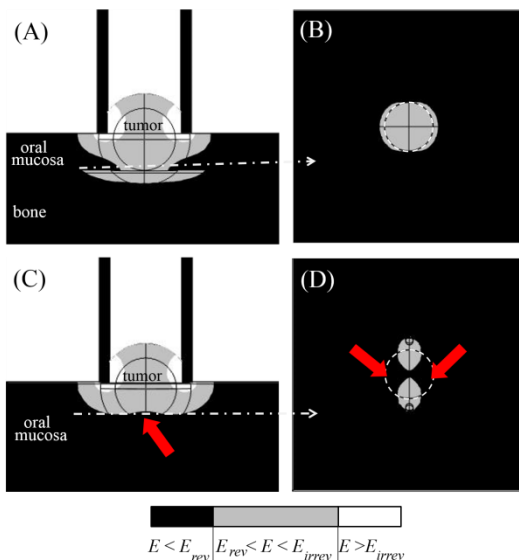 (A)
(B)
tumor
oral
mucosa
bone
(C)
(D)
tumor
oral
mucosa
E < E_rev E_rev < E < E_irrev E > E_irrev